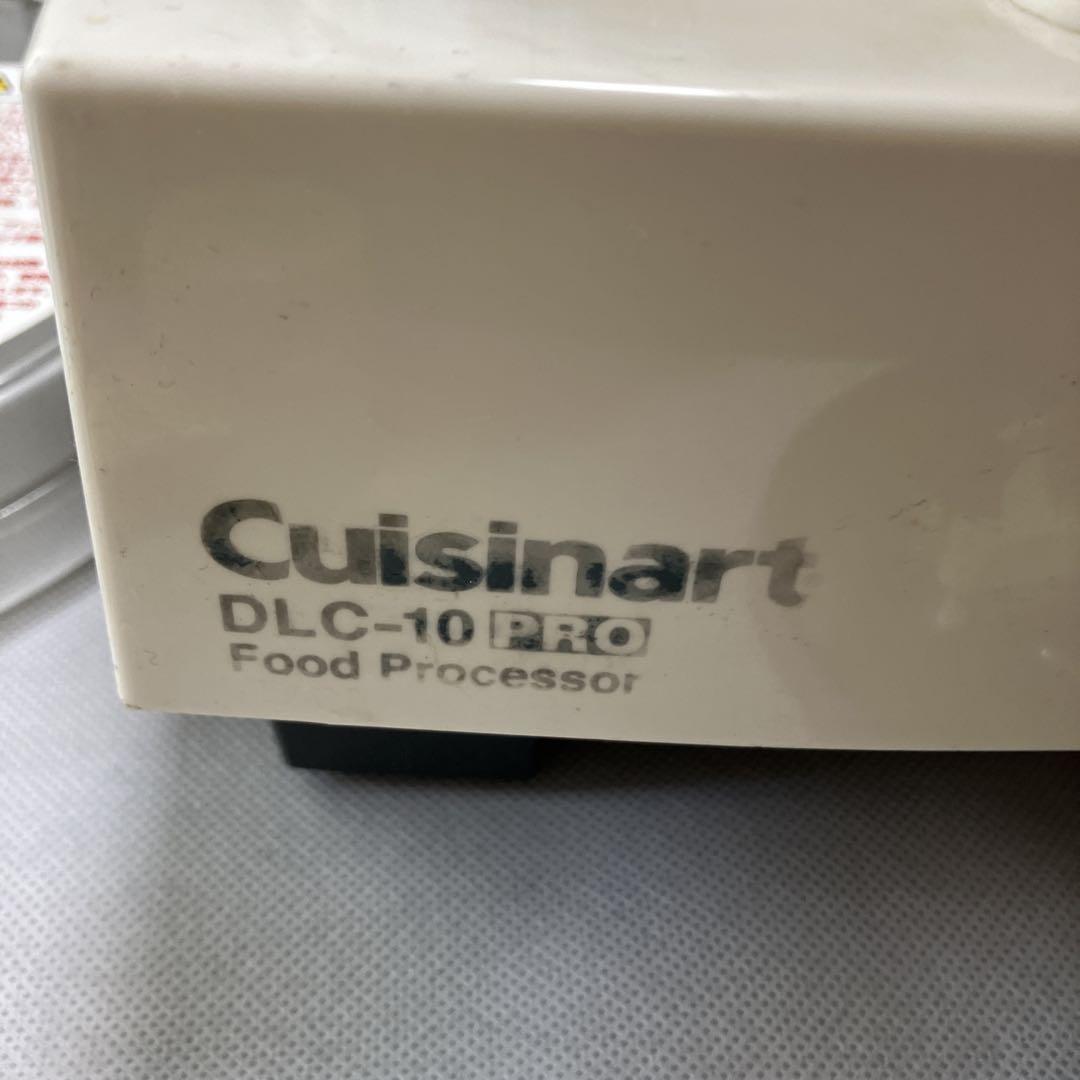 Cuisinart
DLC-10 PRO
Food Processor